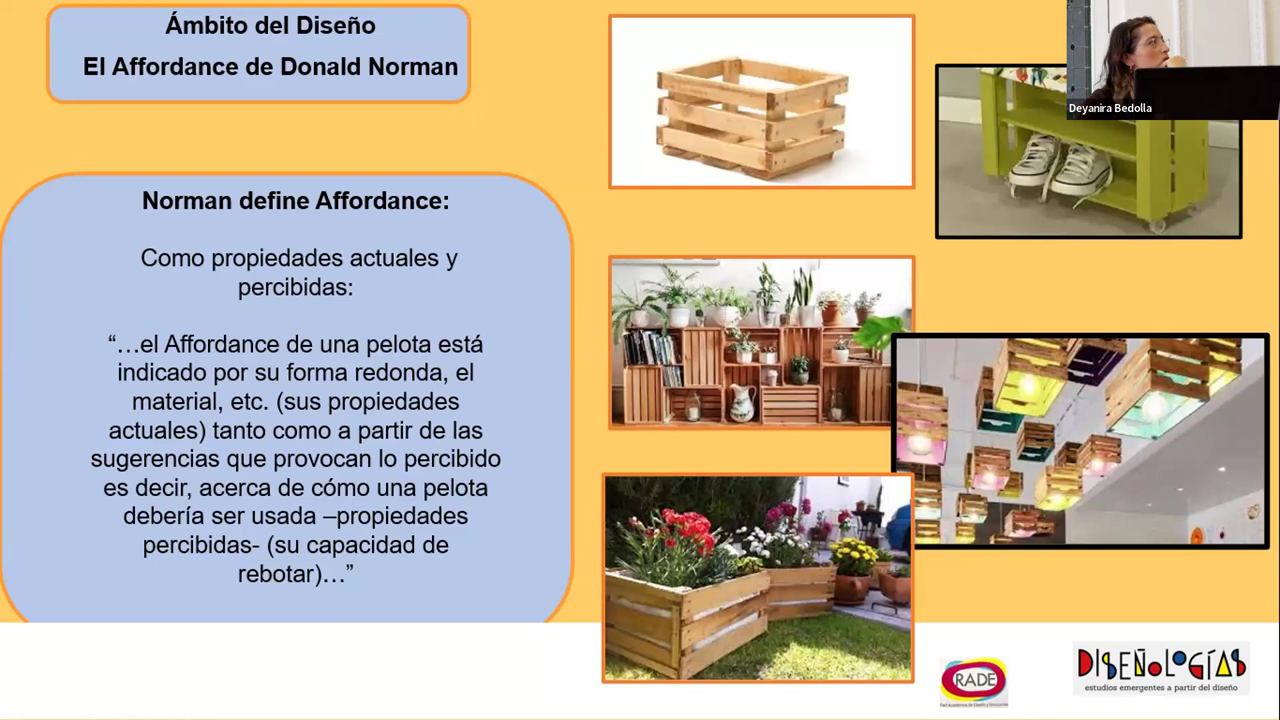 Ámbito del Diseño
El Affordance de Donald Norman
Norman define Affordance:
Como propiedades actuales y
percibidas:
“…el Affordance de una pelota está
indicado por su forma redonda, el
material, etc. (sus propiedades
actuales) tanto como a partir de las
sugerencias que provocan lo percibido
es decir, acerca de cómo una pelota
debería ser usada –propiedades
percibidas- (su capacidad de
rebotar)…”
Deyanira Bedolla
RADE
DISEÑOLOGÍAS
estudios emergentes a partir del diseño